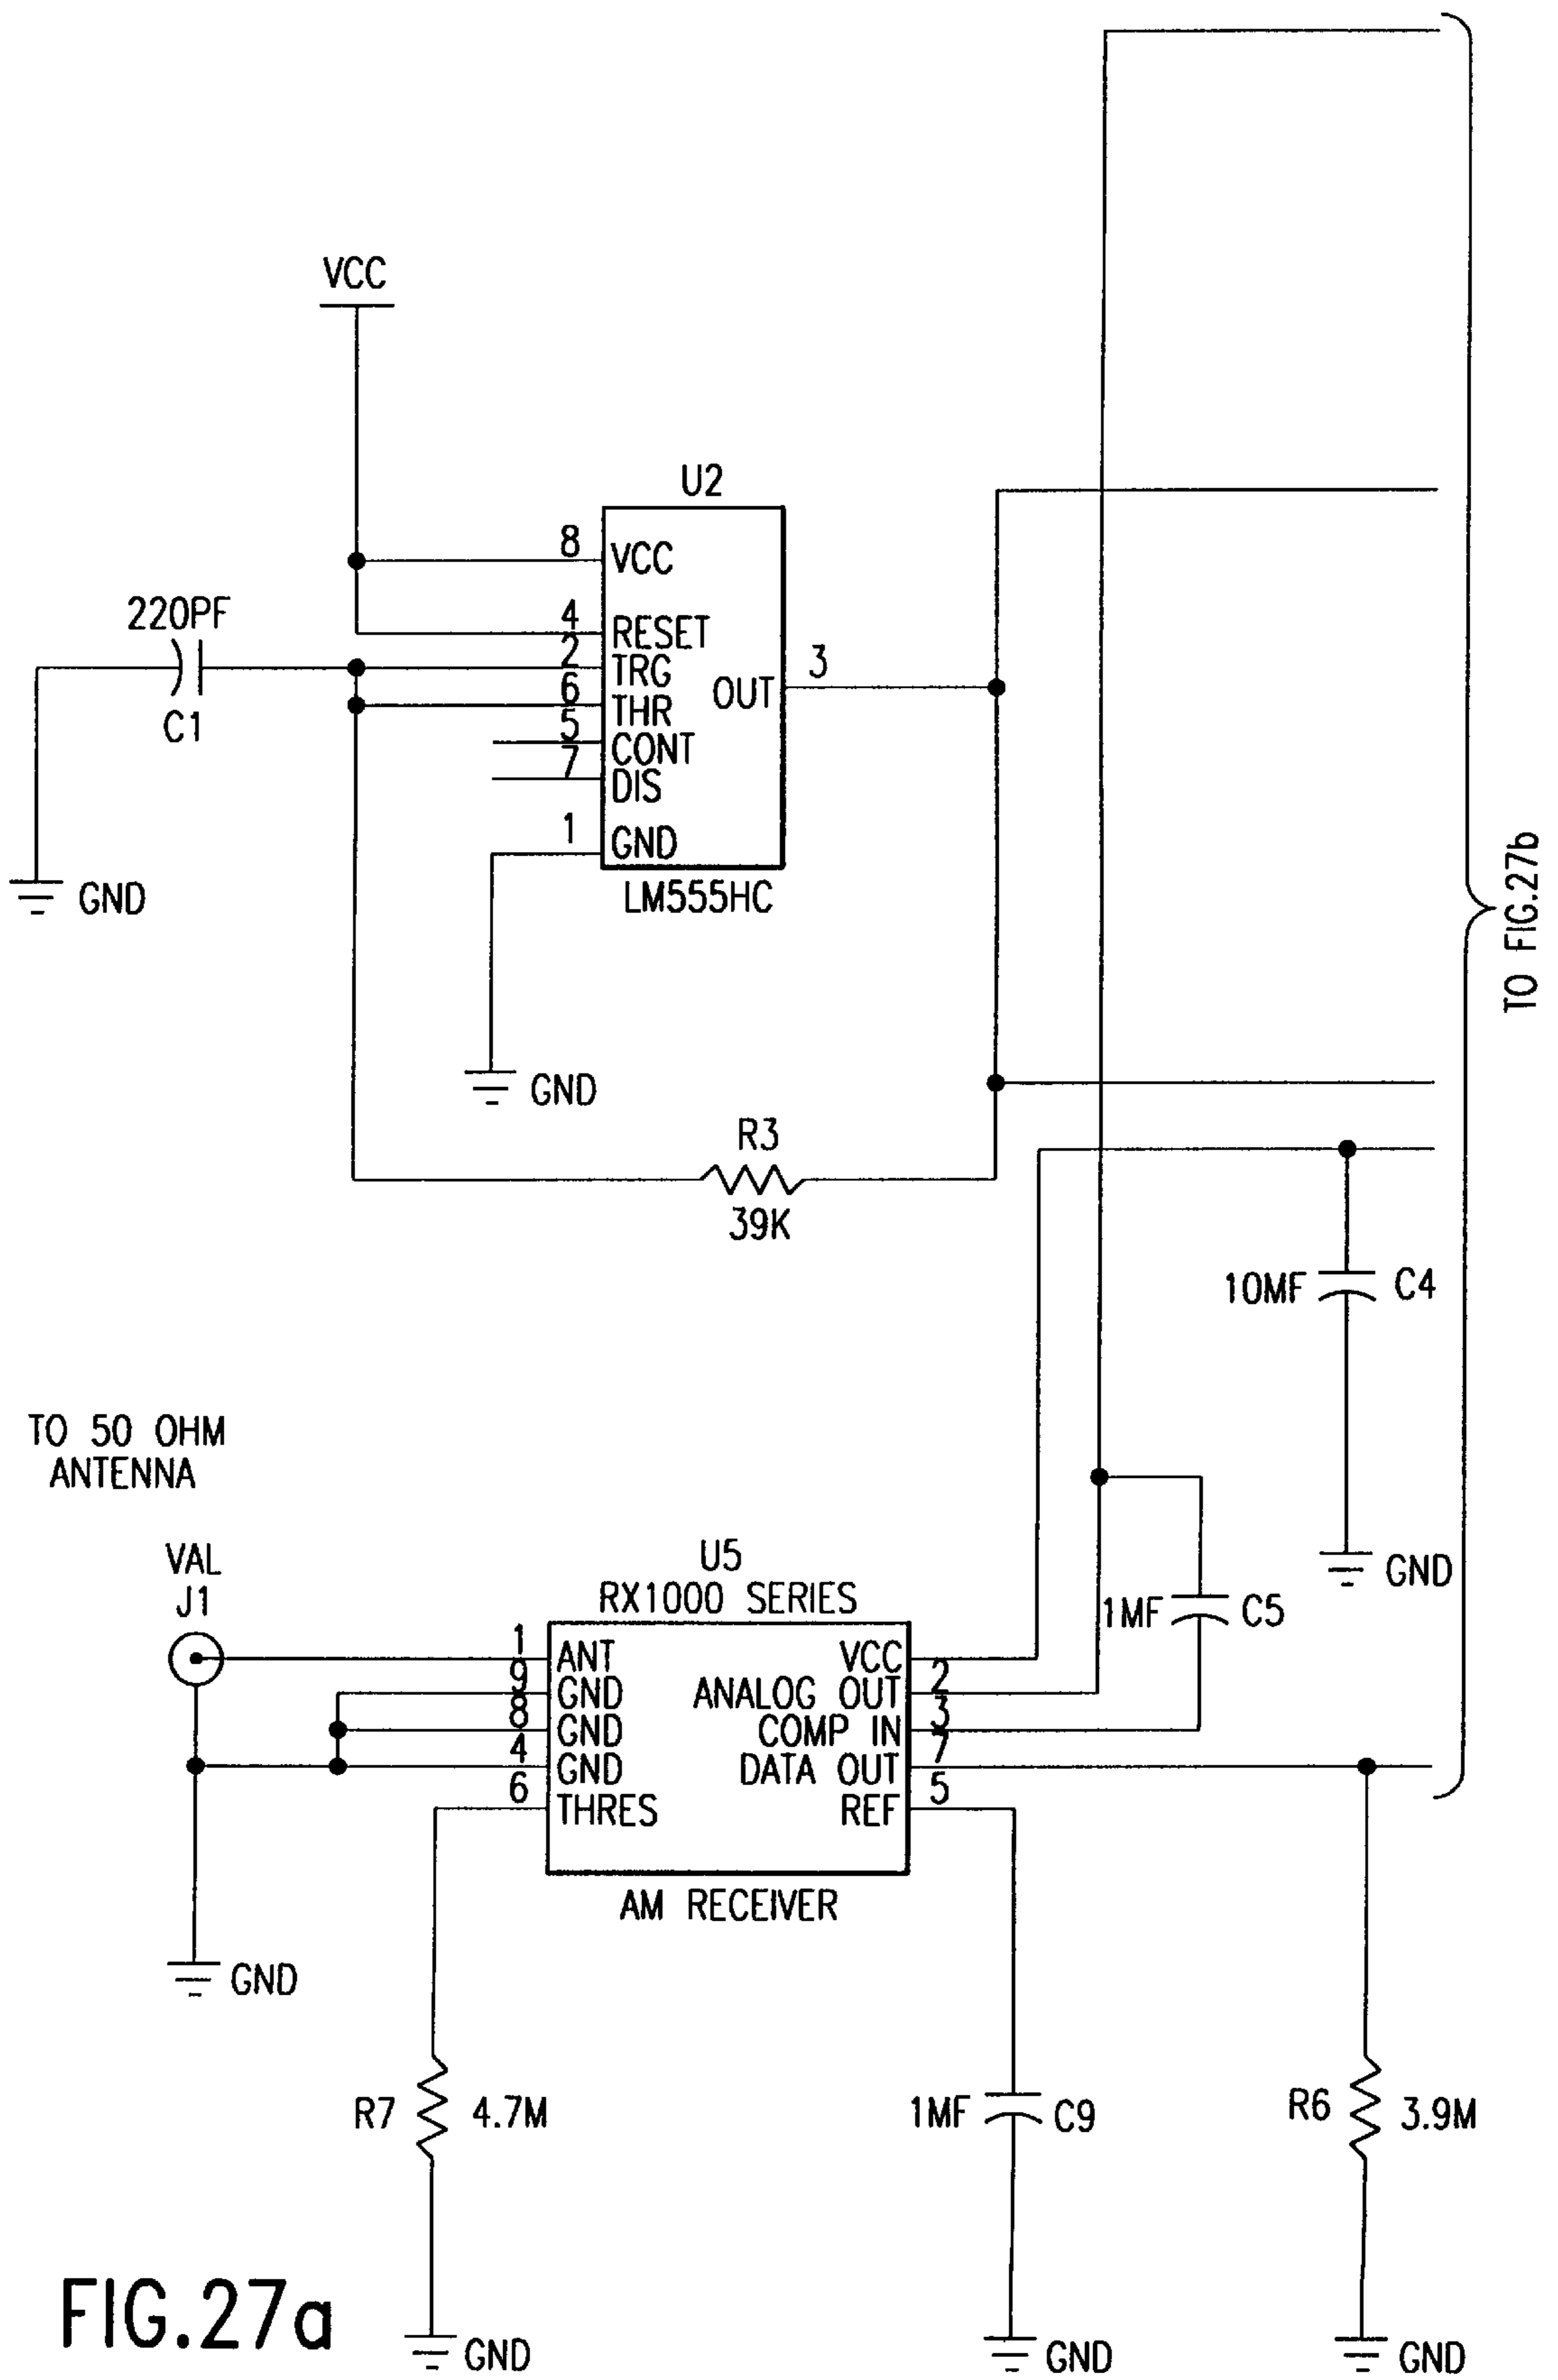 VCC
U2
8
VCC
220PF
4
RESET
2
TRG
3
6
THR
OUT
C1
5
CONT
7
DIS
1
GND
GND
LM555HC
TO FIG.27b
GND
R3
39K
10MF
C4
TO 50 OHM
ANTENNA
VAL
J1
U5
RX1000 SERIES
GND
1MF
C5
1
ANT
VCC
9
GND
2
ANALOG OUT
8
GND
3
COMP IN
4
GND
7
DATA OUT
6
THRES
5
REF
AM RECEIVER
GND
R7
4.7M
1MF
C9
R6
3.9M
FIG.27a
GND
GND
GND